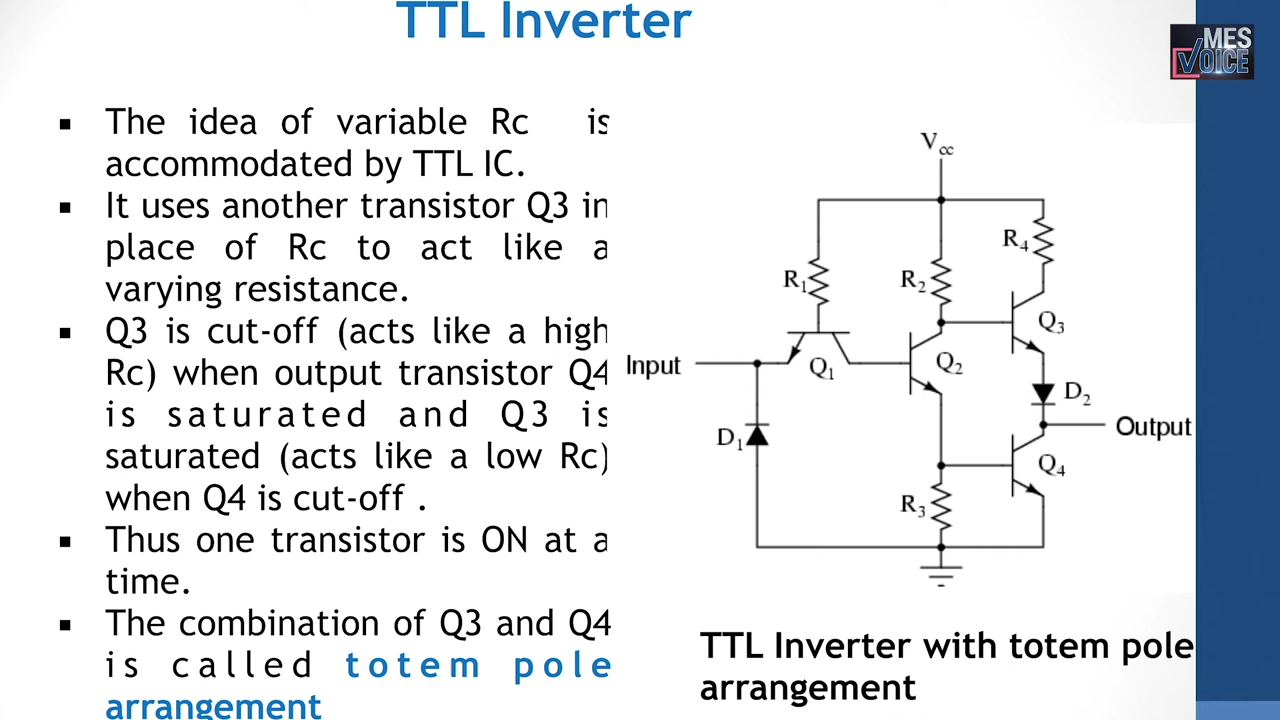 TTL Inverter
MES
VOICE
▪ The idea of variable Rc is
accommodated by TTL IC.
▪ It uses another transistor Q3 in
place of Rc to act like a
varying resistance.
▪ Q3 is cut-off (acts like a high
Rc) when output transistor Q4
is saturated and Q3 is
saturated (acts like a low Rc)
when Q4 is cut-off .
▪ Thus one transistor is ON at a
time.
▪ The combination of Q3 and Q4
is called totem pole
arrangement
Vcc
R4
R1
R2
Q3
Input
Q1
Q2
D2
D1
Output
Q4
R3
TTL Inverter with totem pole
arrangement